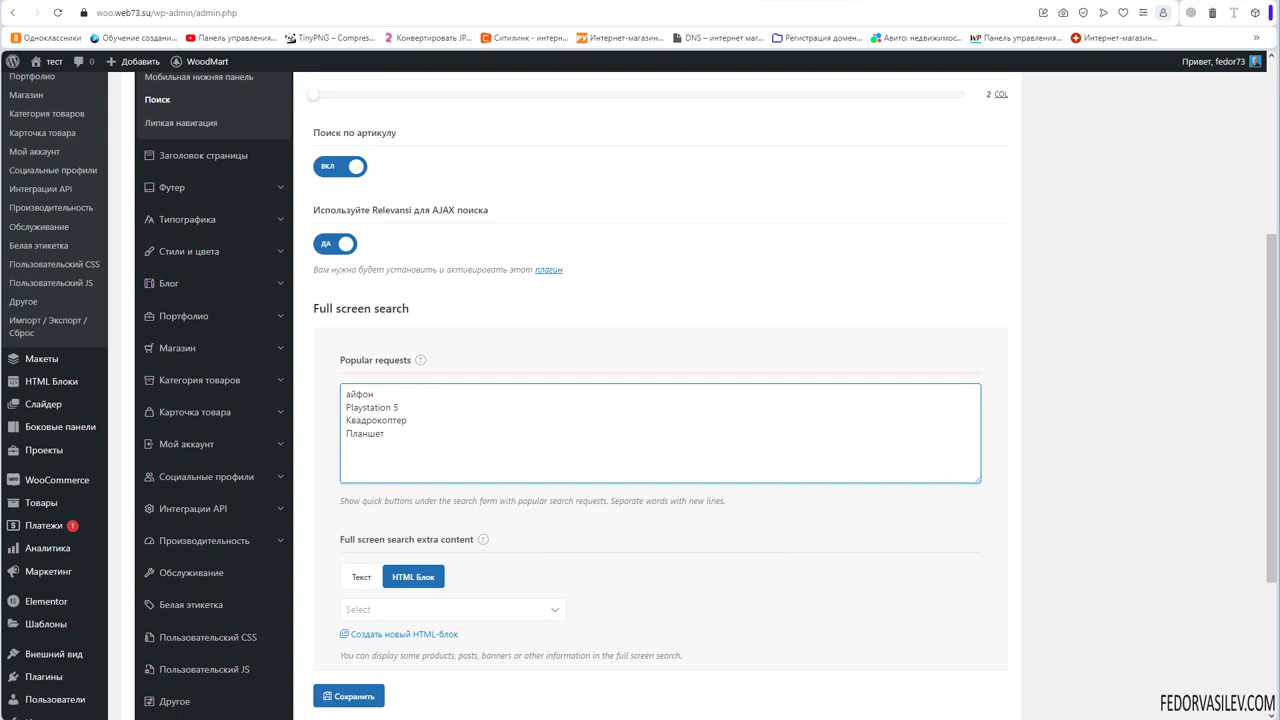 woo.web73.su/wp-admin/admin.php
Одноклассники
Обучение создани...
Панель управления...
TinyPNG – Compres...
Конвертировать JP...
Ситилинк - интерн...
Интернет-магазин...
DNS – интернет маг...
Регистрация домен...
Авито: недвижимос...
Панель управления...
Интернет-магазин...
тест
0
Добавить
WoodMart
Привет, fedor73
Портфолио
Магазин
Категория товаров
Карточка товара
Мой аккаунт
Социальные профили
Интеграции API
Производительность
Обслуживание
Белая этикетка
Пользовательский CSS
Пользовательский JS
Другое
Импорт / Экспорт /
Сброс
Макеты
HTML Блоки
Слайдер
Боковые панели
Проекты
WooCommerce
Товары
Платежи 1
Аналитика
Маркетинг
Elementor
Шаблоны
Внешний вид
Плагины
Пользователи
Мобильная нижняя панель
Поиск
Липкая навигация
Заголовок страницы
Футер
Типографика
Стили и цвета
Блог
Портфолио
Магазин
Категория товаров
Карточка товара
Мой аккаунт
Социальные профили
Интеграции API
Производительность
Обслуживание
Белая этикетка
Пользовательский CSS
Пользовательский JS
Другое
2 COL
Поиск по артикулу
ВКЛ
Используйте Relevansi для AJAX поиска
ДА
Вам нужно будет установить и активировать этот плагин
Full screen search
Popular requests ?
айфон
Playstation 5
Квадрокоптер
Планшет
Show quick buttons under the search form with popular search requests. Separate words with new lines.
Full screen search extra content ?
Текст
HTML Блок
Select
Создать новый HTML-блок
You can display some products, posts, banners or other information in the full screen search.
Сохранить
FEDORVASILEV.COM